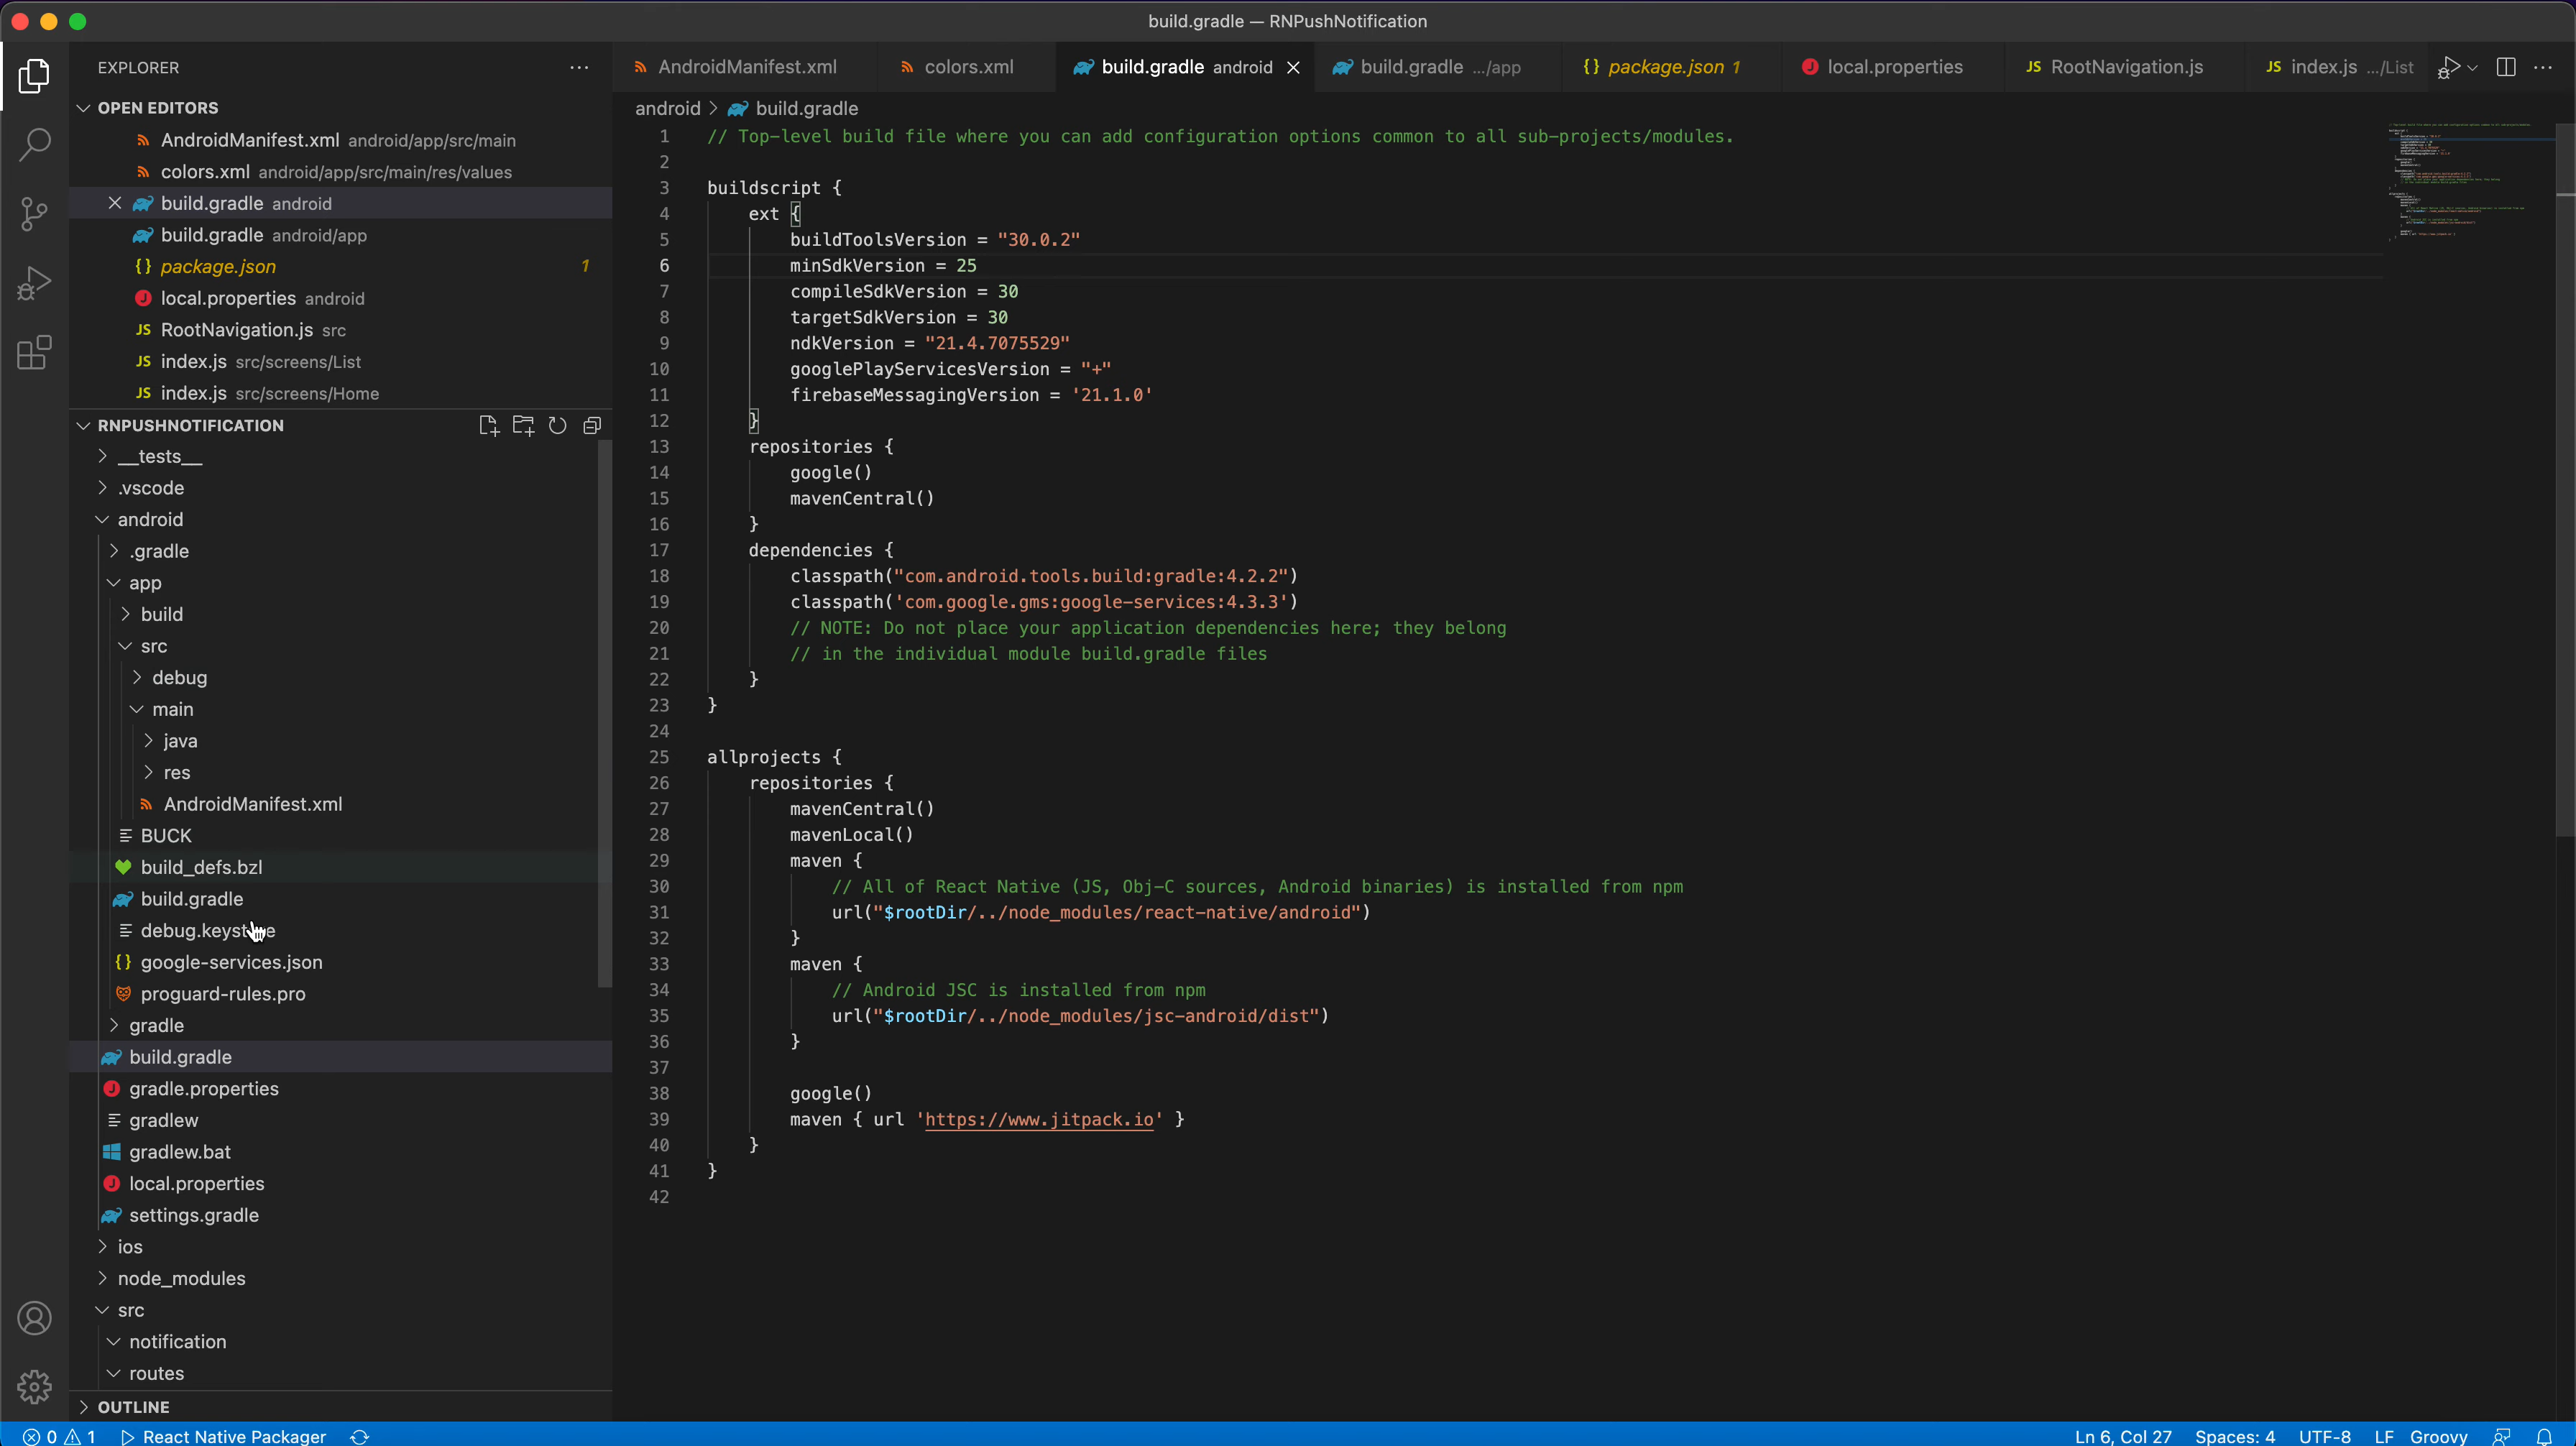 build.gradle — RNPushNotification
EXPLORER
OPEN EDITORS
AndroidManifest.xml android/app/src/main
colors.xml android/app/src/main/res/values
build.gradle android
build.gradle android/app
{} package.json 1
local.properties android
JS RootNavigation.js src
JS index.js src/screens/List
JS index.js src/screens/Home
RNPUSHNOTIFICATION
__tests__
.vscode
android
.gradle
app
build
src
debug
main
java
res
AndroidManifest.xml
BUCK
build_defs.bzl
build.gradle
debug.keystore
{} google-services.json
proguard-rules.pro
gradle
build.gradle
gradle.properties
gradlew
gradlew.bat
local.properties
settings.gradle
ios
node_modules
src
notification
routes
OUTLINE
AndroidManifest.xml colors.xml build.gradle android build.gradle .../app {} package.json 1 local.properties JS RootNavigation.js JS index.js .../List
android > build.gradle
1 // Top-level build file where you can add configuration options common to all sub-projects/modules.
2
3 buildscript {
4 ext {
5 buildToolsVersion = "30.0.2"
6 minSdkVersion = 25
7 compileSdkVersion = 30
8 targetSdkVersion = 30
9 ndkVersion = "21.4.7075529"
10 googlePlayServicesVersion = "+"
11 firebaseMessagingVersion = '21.1.0'
12 }
13 repositories {
14 google()
15 mavenCentral()
16 }
17 dependencies {
18 classpath("com.android.tools.build:gradle:4.2.2")
19 classpath('com.google.gms:google-services:4.3.3')
20 // NOTE: Do not place your application dependencies here; they belong
21 // in the individual module build.gradle files
22 }
23 }
24
25 allprojects {
26 repositories {
27 mavenCentral()
28 mavenLocal()
29 maven {
30 // All of React Native (JS, Obj-C sources, Android binaries) is installed from npm
31 url("$rootDir/../node_modules/react-native/android")
32 }
33 maven {
34 // Android JSC is installed from npm
35 url("$rootDir/../node_modules/jsc-android/dist")
36 }
37
38 google()
39 maven { url 'https://www.jitpack.io' }
40 }
41 }
42
0 1 React Native Packager Ln 6, Col 27 Spaces: 4 UTF-8 LF Groovy